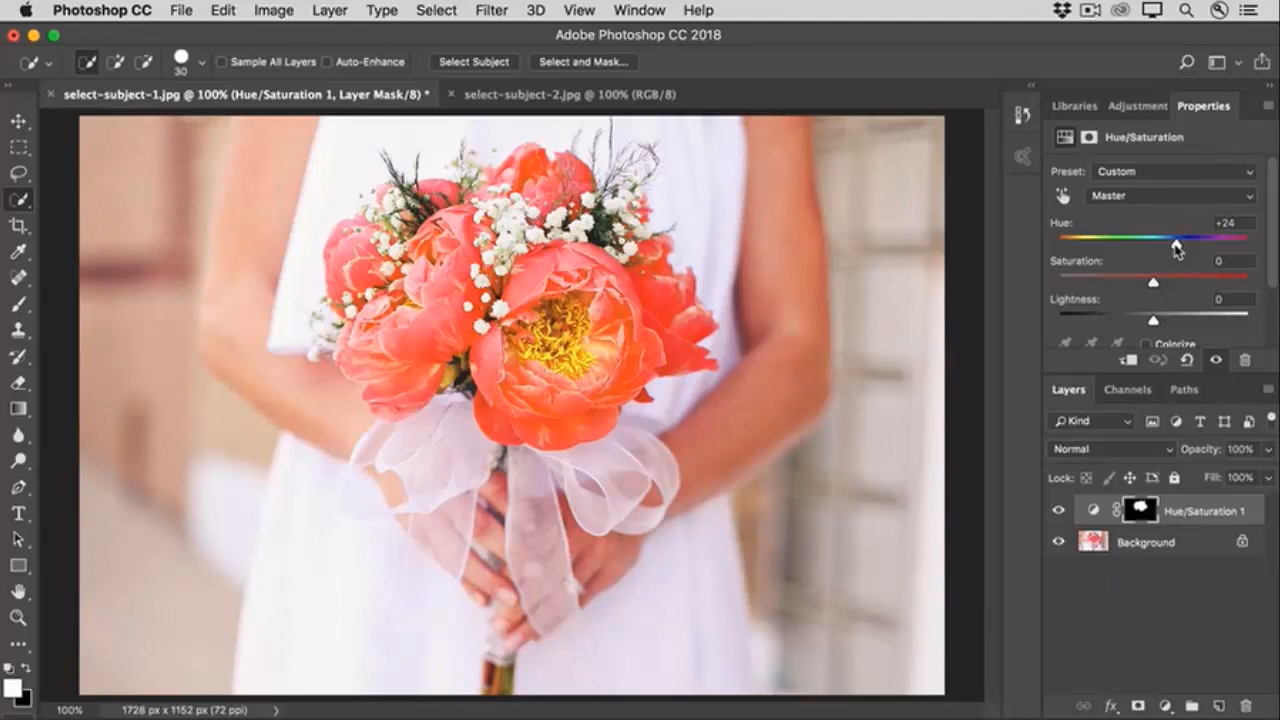 Photoshop CC File Edit Image Layer Type Select Filter 3D View Window Help
Adobe Photoshop CC 2018
30 Sample All Layers Auto-Enhance Select Subject Select and Mask...
select-subject-1.jpg @ 100% (Hue/Saturation 1, Layer Mask/8) * select-subject-2.jpg @ 100% (RGB/8)
Libraries Adjustment Properties
Hue/Saturation
Preset: Custom
Master
Hue: +24
Saturation: 0
Lightness: 0
Colorize
Layers Channels Paths
Kind
Normal Opacity: 100%
Lock: Fill: 100%
Hue/Saturation 1
Background
100% 1728 px x 1152 px (72 ppi)
fx